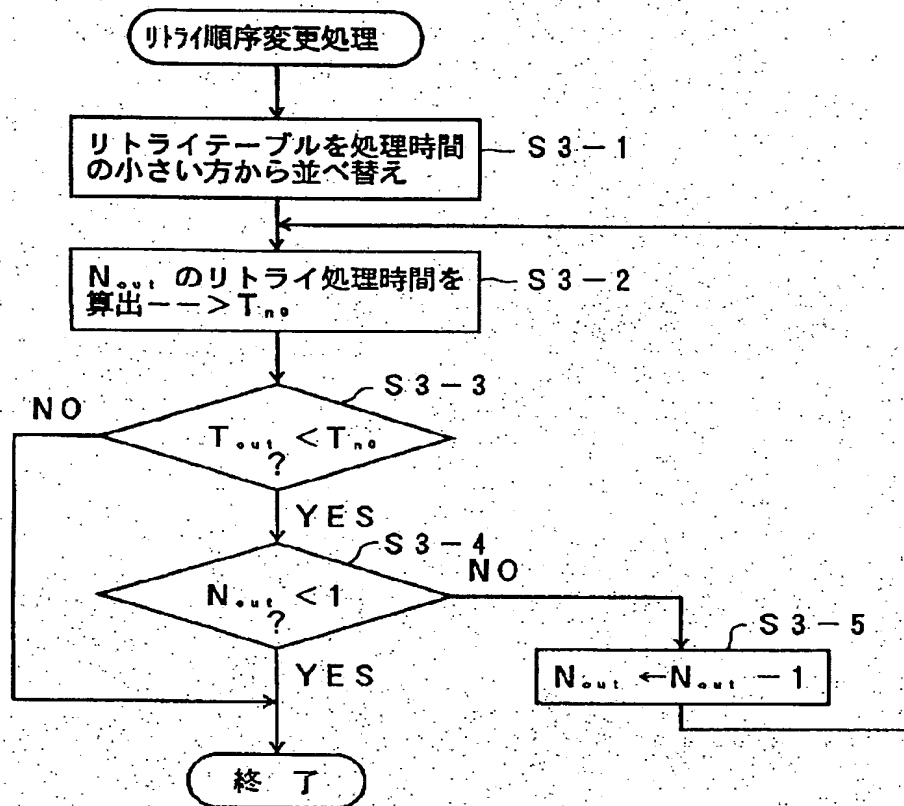 リトライ順序変更処理
リトライテーブルを処理時間
の小さい方から並べ替え
S3-1
Nout のリトライ処理時間を
算出-->Tno
S3-2
S3-3
NO
Tout <Tno
?
YES
S3-4
NO
Nout <1
?
S3-5
YES
Nout ←Nout -1
終 了